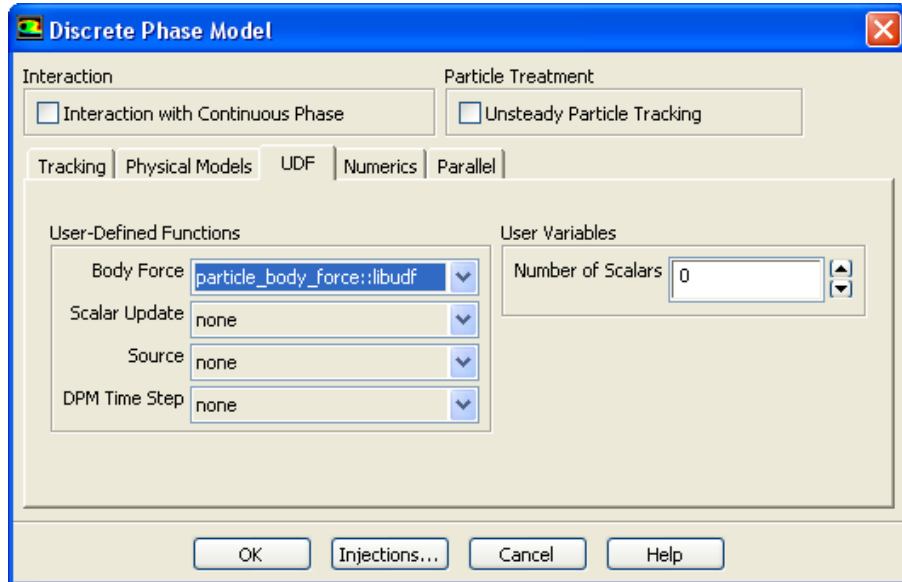 Discrete Phase Model
Interaction
Interaction with Continuous Phase
Particle Treatment
Unsteady Particle Tracking
Tracking Physical Models UDF Numerics Parallel
User-Defined Functions
Body Force particle_body_force::libudf
Scalar Update none
Source none
DPM Time Step none
User Variables
Number of Scalars 0
OK Injections... Cancel Help